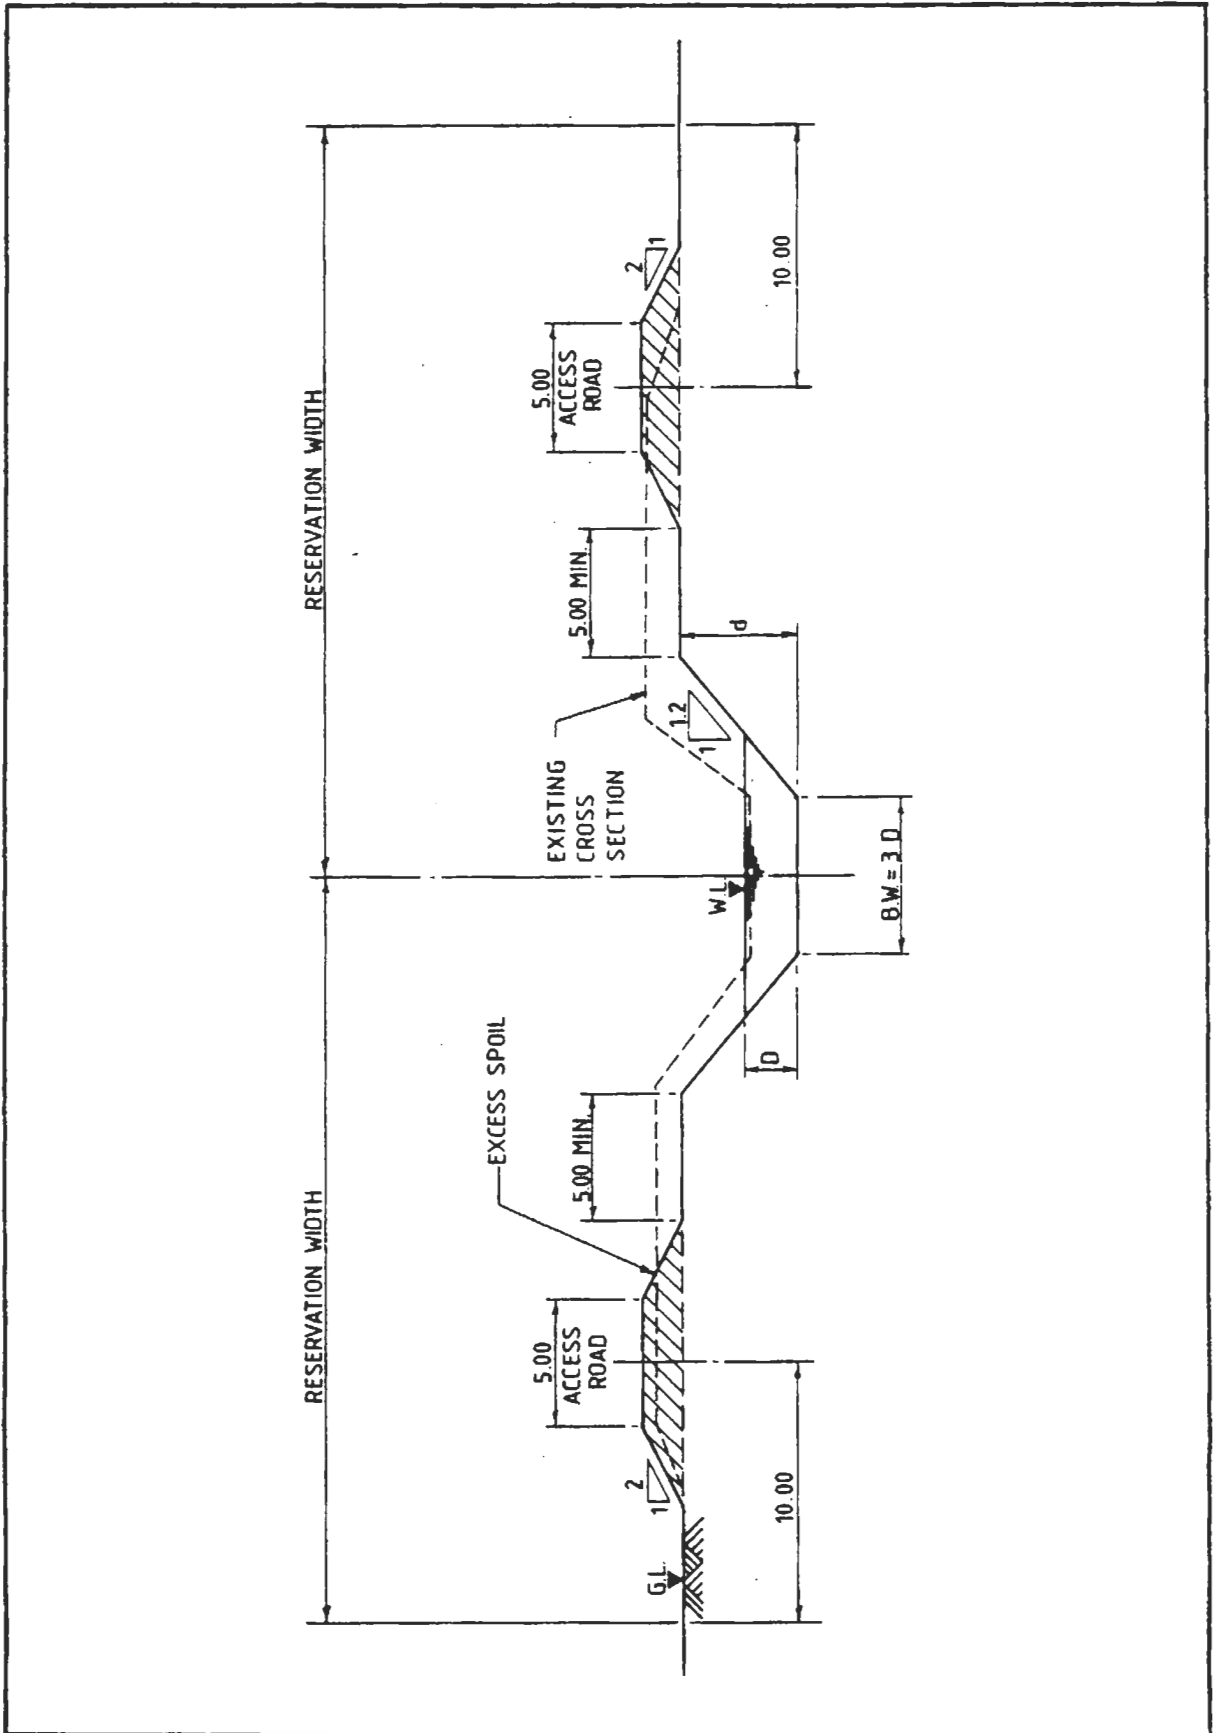 RESERVATION WIDTH
RESERVATION WIDTH
EXCESS SPOIL
5.00
ACCESS
ROAD
5.00 MIN.
EXISTING
CROSS
SECTION
5.00 MIN.
5.00
ACCESS
ROAD
2
1
G.L.
W.L.
1.2
1
2
1
D
d
10.00
B.W. = 3 D
10.00